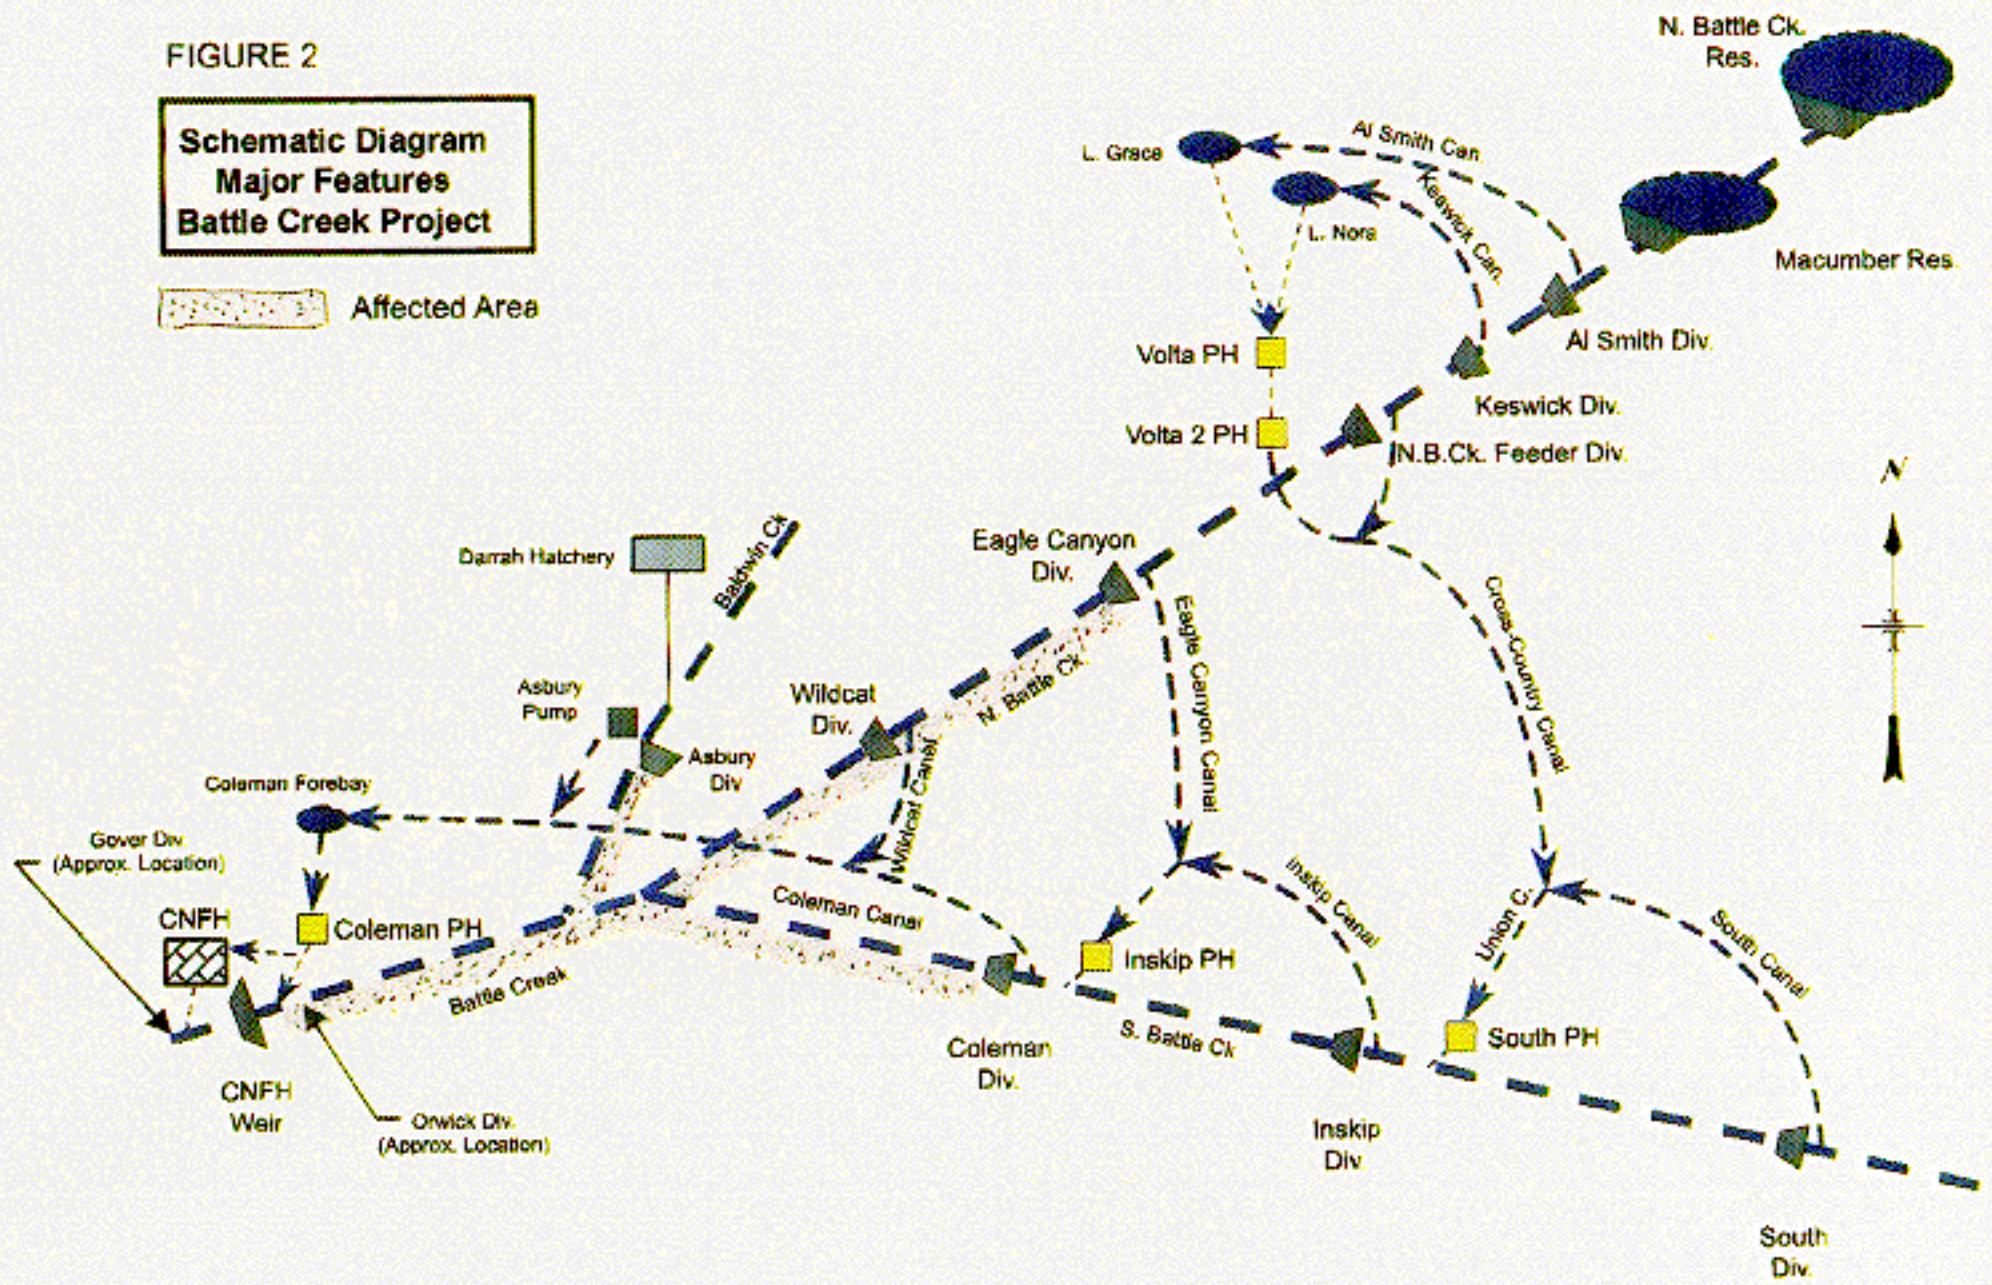 FIGURE 2
Schematic Diagram
Major Features
Battle Creek Project
Affected Area
N. Battle Ck.
Res.
Macumber Res.
Al Smith Can.
L. Grace
Keswick Can.
L. Nora
Al Smith Div.
Volta PH
Keswick Div.
Volta 2 PH
N.B.Ck. Feeder Div.
N
Darrah Hatchery
Baldwin Ck
Eagle Canyon
Div.
Eagle Canyon Canal
Cross-Country Canal
N. Battle Ck.
Asbury
Pump
Wildcat
Div.
Asbury
Div
Wildcat Canal
Coleman Forebay
Gover Div
(Approx. Location)
CNFH
Coleman PH
Coleman Canal
Inskip Canal
Union C.
South Canal
Inskip PH
Battle Creek
South PH
S. Battle Ck
Coleman
Div.
CNFH
Weir
Orwick Div.
(Approx. Location)
Inskip
Div
South
Div.